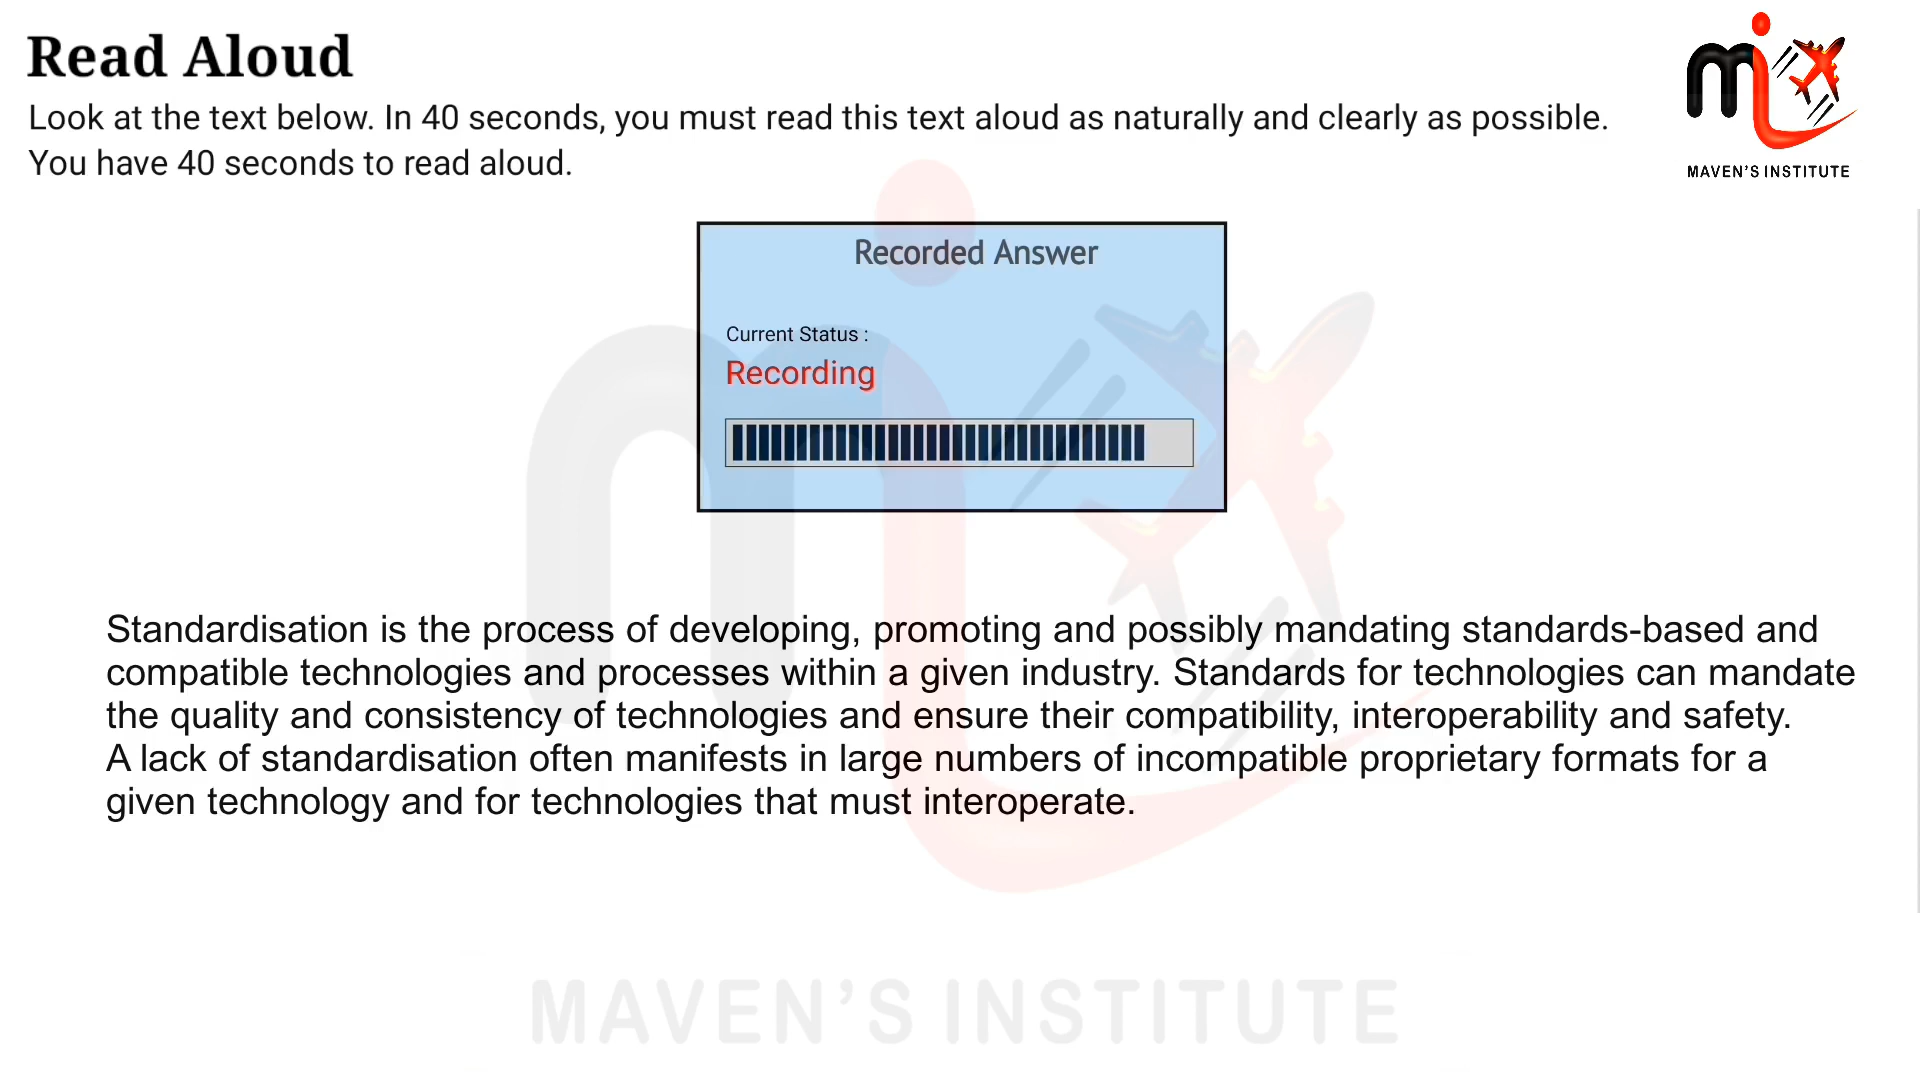 Read Aloud
Look at the text below. In 40 seconds, you must read this text aloud as naturally and clearly as possible.
You have 40 seconds to read aloud.
mi
MAVEN'S INSTITUTE
Recorded Answer
Current Status :
Recording
Standardisation is the process of developing, promoting and possibly mandating standards-based and
compatible technologies and processes within a given industry. Standards for technologies can mandate
the quality and consistency of technologies and ensure their compatibility, interoperability and safety.
A lack of standardisation often manifests in large numbers of incompatible proprietary formats for a
given technology and for technologies that must interoperate.
MAVEN'S INSTITUTE